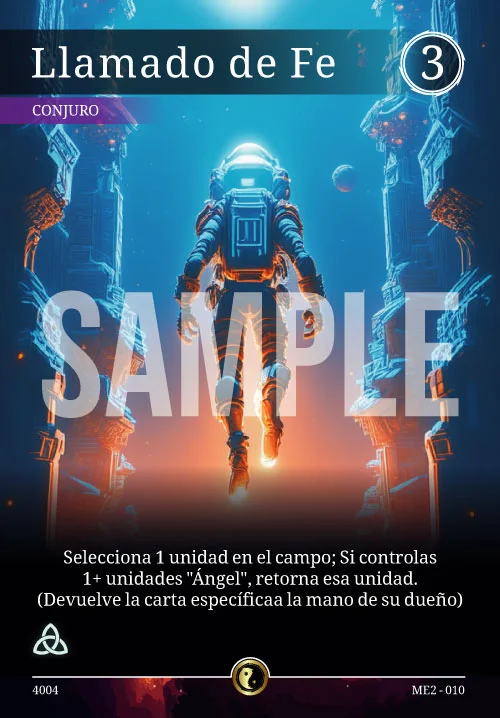 Llamado de Fe
3
CONJURO
SAMPLE
Selecciona 1 unidad en el campo; Si controlas
1+ unidades "Ángel", retorna esa unidad.
(Devuelve la carta específicaa la mano de su dueño)
4004
ME2 - 010